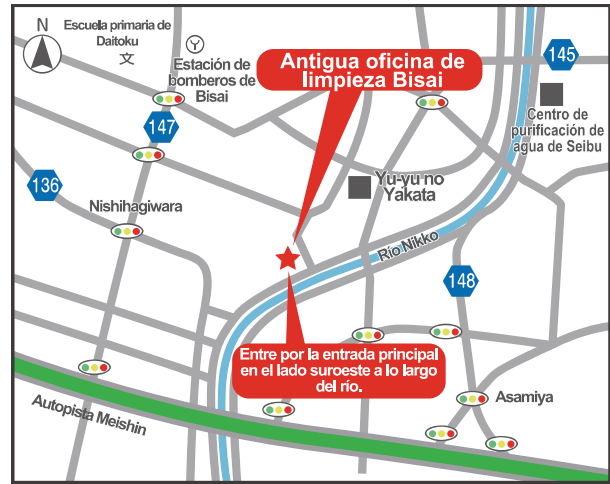 N
Escuela primaria de
Daitoku
文
Estación de
bomberos de
Bisai
Antigua oficina de
limpieza Bisai
145
Centro de
purificación de
agua de Seibu
147
136
Nishihagiwara
Yu-yu no
Yakata
Río Nikko
148
Entre por la entrada principal
en el lado suroeste a lo largo
del río.
Asamiya
Autopista Meishin